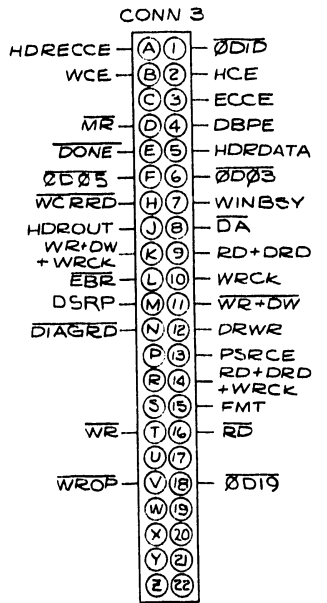 CONN 3
HDRECCE A 1 ØD1D
WCE B 2 HCE
C 3 ECCE
MR D 4 DBPE
DONE E 5 HDRDATA
ØDØ5 F 6 ØDØ3
WCRRD H 7 WINBSY
HDROUT J 8 DA
WR+DW
+WRCK K 9 RD+DRD
EBR L 10 WRCK
DSRP M 11 WR+DW
DIAGRD N 12 DRWR
P 13 PSRCE
R 14 RD+DRD
+WRCK
S 15 FMT
WR T 16 RD
U 17
WROP V 18 ØD19
W 19
X 20
Y 21
Z 22